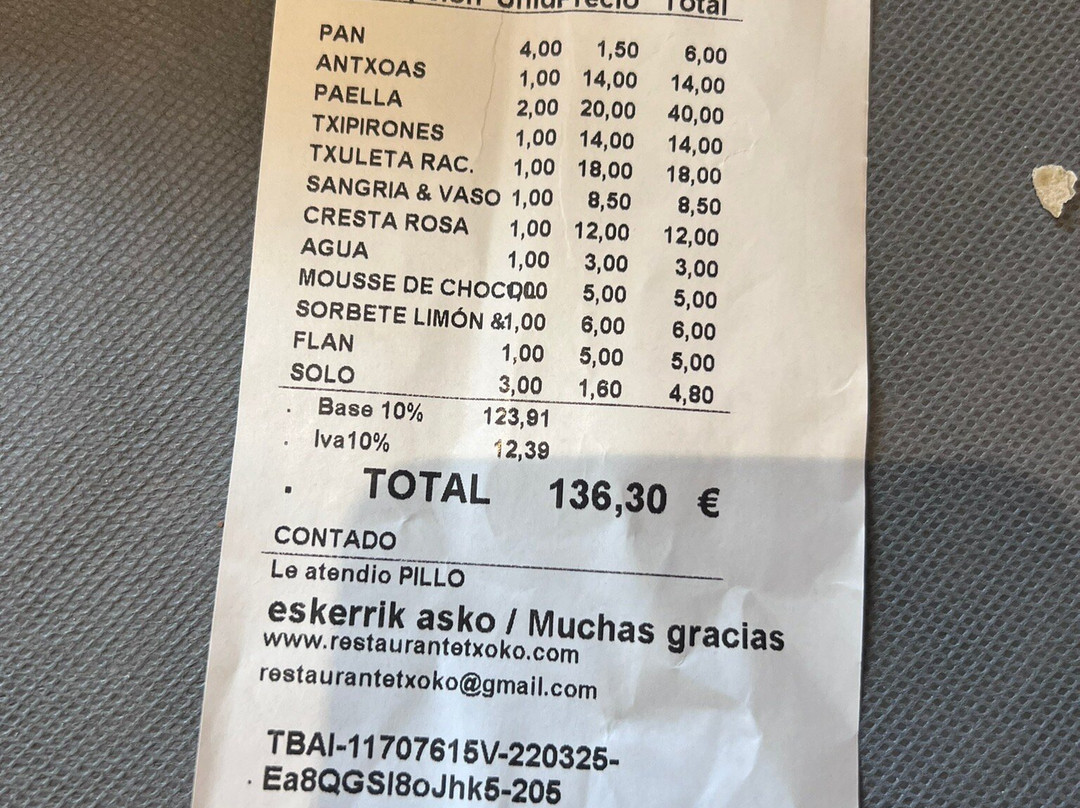 Precio Total
PAN 4,00 1,50 6,00
ANTXOAS 1,00 14,00 14,00
PAELLA 2,00 20,00 40,00
TXIPIRONES 1,00 14,00 14,00
TXULETA RAC. 1,00 18,00 18,00
SANGRIA & VASO 1,00 8,50 8,50
CRESTA ROSA 1,00 12,00 12,00
AGUA 1,00 3,00 3,00
MOUSSE DE 5,00 5,00
SORBETE LIMÓN &1,00 6,00 6,00
FLAN 1,00 5,00 5,00
SOLO 3,00 1,60 4,80
. Base 10% 123,91
. Iva10% 12,39
. TOTAL 136,30 €
CONTADO
Le atendio PILLO
eskerrik asko / Muchas gracias
www.restaurantetxoko.com
restaurantetxoko@gmail.com
TBAI-11707615V-220325-
. Ea8QGSI8oJhk5-205